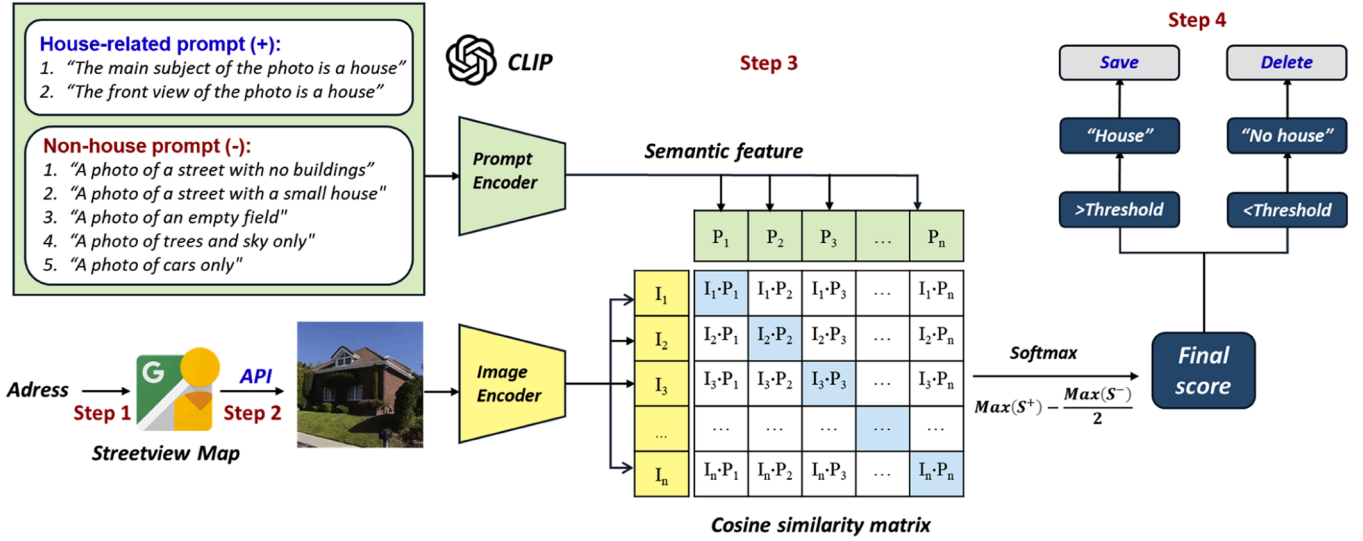 House-related prompt (+):
1. “The main subject of the photo is a house”
2. “The front view of the photo is a house”
Non-house prompt (-):
1. “A photo of a street with no buildings”
2. “A photo of a street with a small house"
3. “A photo of an empty field"
4. “A photo of trees and sky only"
5. “A photo of cars only"
CLIP
Prompt
Encoder
Step 3
Semantic feature
P₁ P₂ P₃ … Pₙ
I₁ I₁·P₁ I₁·P₂ I₁·P₃ … I₁·Pₙ
I₂ I₂·P₁ I₂·P₂ I₂·P₃ … I₂·Pₙ
I₃ I₃·P₁ I₃·P₂ I₃·P₃ … I₃·Pₙ
… … … … … …
Iₙ Iₙ·P₁ Iₙ·P₂ Iₙ·P₃ … Iₙ·Pₙ
Cosine similarity matrix
Adress
Step 1
G
API
Step 2
Streetview Map
Image
Encoder
Softmax
Max(S⁺) − Max(S⁻)/2
Final
score
Step 4
Save
Delete
“House”
“No house”
>Threshold
<Threshold